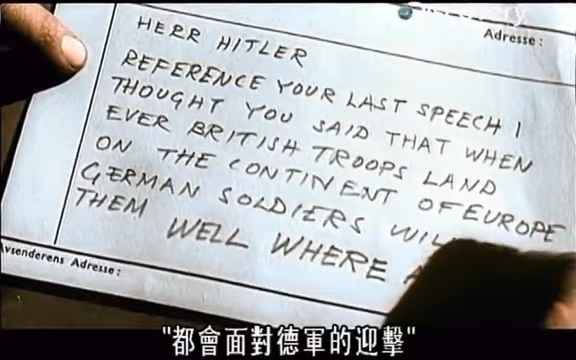 Adresse:
HERR HITLER
REFERENCE YOUR LAST SPEECH I
THOUGHT YOU SAID THAT WHEN
EVER BRITISH TROOPS LAND
ON THE CONTINENT OF EUROPE
GERMAN SOLDIERS
THEM WELL WHERE
Avsenderens Adresse:
"都會面對德軍的迎擊"